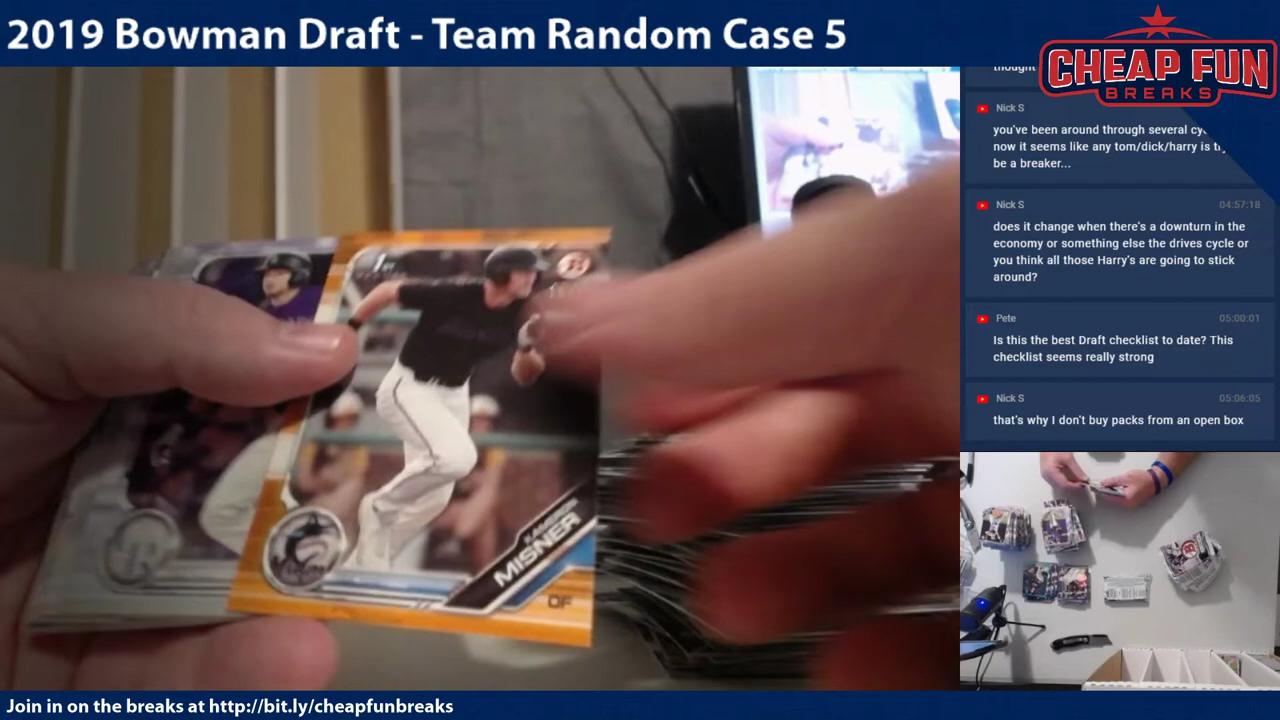 2019 Bowman Draft - Team Random Case 5
CHEAP FUN
BREAKS
thought
Nick S
you've been around through several
now it seems like any tom/dick/harry is
be a breaker...
Nick S 04:57:18
does it change when there's a downturn in the
economy or something else the drives cycle or
you think all those Harry's are going to stick
around?
Pete 05:00:01
Is this the best Draft checklist to date? This
checklist seems really strong
Nick S 05:06:05
that's why I don't buy packs from an open box
1st
B
KAMERON
MISNER
OF
CR
Join in on the breaks at http://bit.ly/cheapfunbreaks